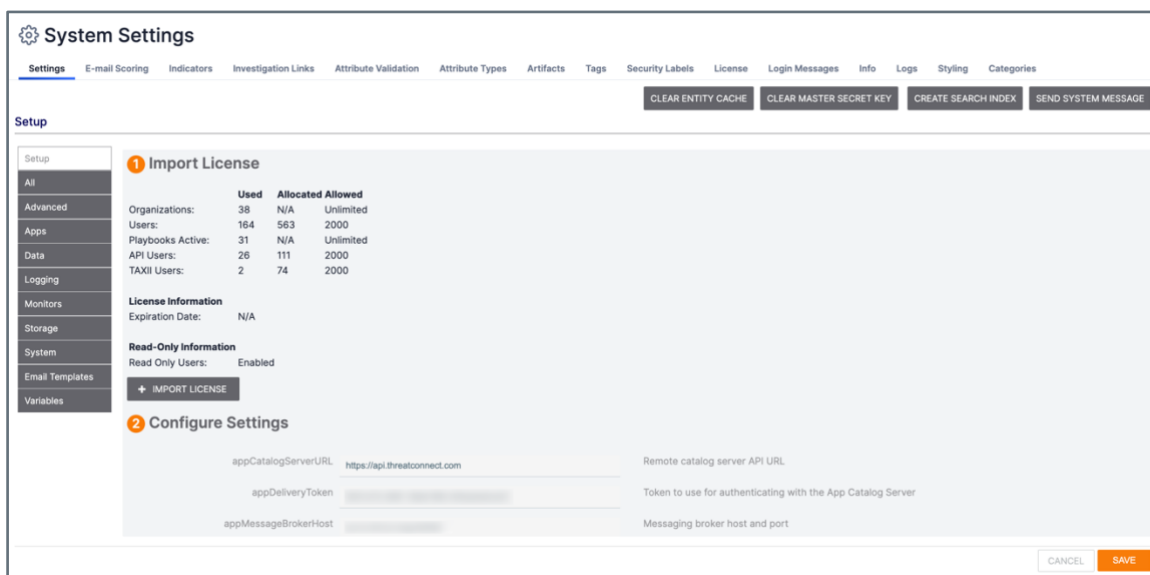 System Settings
Settings E-mail Scoring Indicators Investigation Links Attribute Validation Attribute Types Artifacts Tags Security Labels License Login Messages Info Logs Styling Categories
CLEAR ENTITY CACHE CLEAR MASTER SECRET KEY CREATE SEARCH INDEX SEND SYSTEM MESSAGE
Setup
Setup
All
Advanced
Apps
Data
Logging
Monitors
Storage
System
Email Templates
Variables
1 Import License
Used Allocated Allowed
Organizations: 38 N/A Unlimited
Users: 164 563 2000
Playbooks Active: 31 N/A Unlimited
API Users: 26 111 2000
TAXII Users: 2 74 2000
License Information
Expiration Date: N/A
Read-Only Information
Read Only Users: Enabled
+ IMPORT LICENSE
2 Configure Settings
appCatalogServerURL https://api.threatconnect.com Remote catalog server API URL
appDeliveryToken Token to use for authenticating with the App Catalog Server
appMessageBrokerHost Messaging broker host and port
CANCEL SAVE